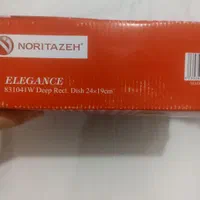 NORITAZEH®
ELEGANCE
831041W Deep Rect. Dish 24×19cm